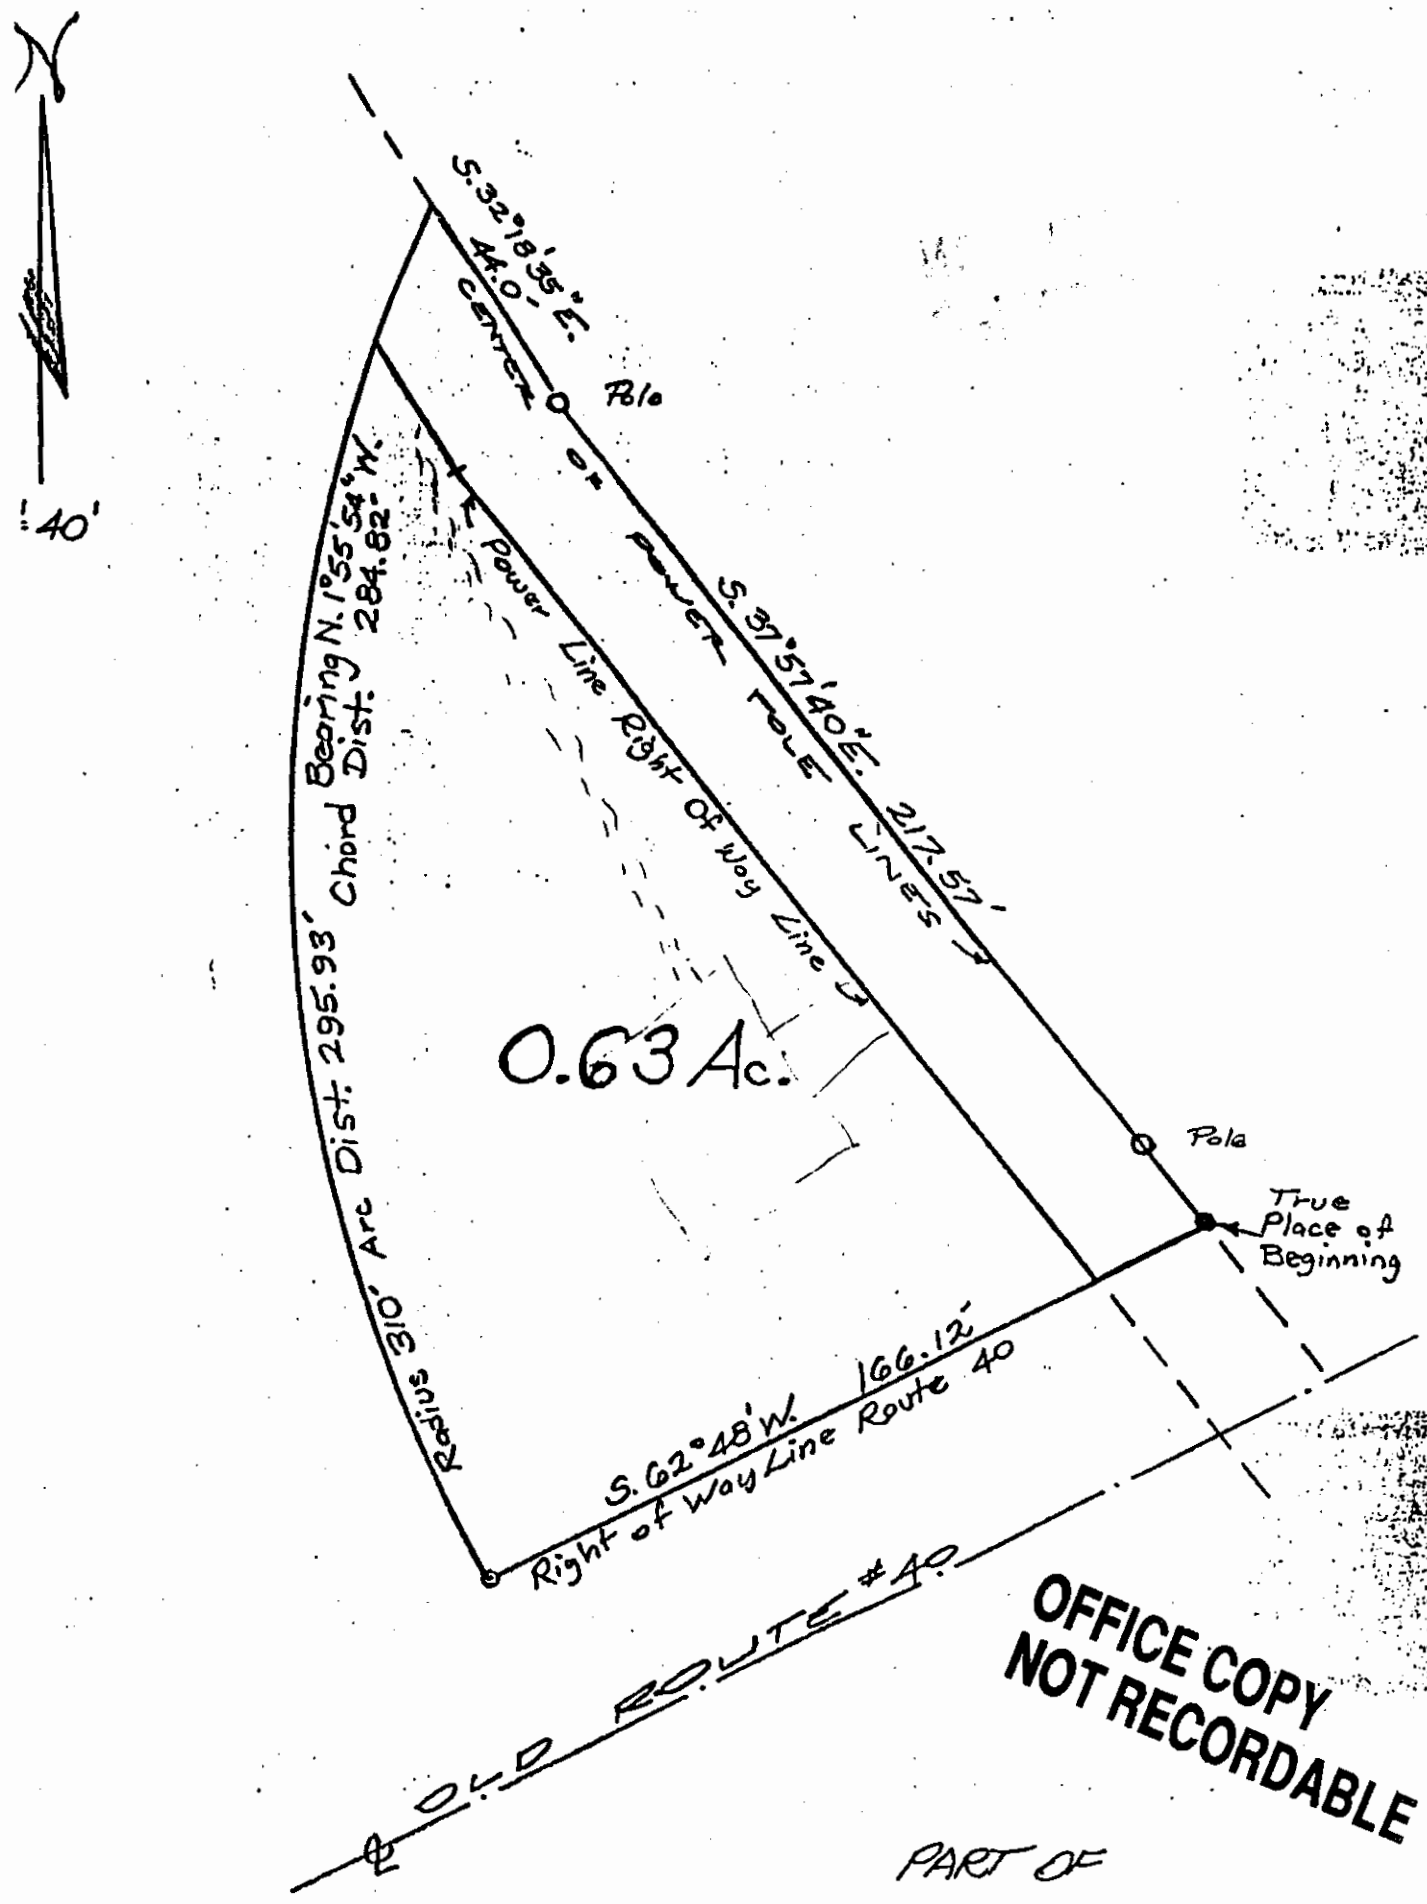 N
"40'
S. 32°18'35" E.
44.0'
CENTER OF POWER POLE LINES
Pole
S. 37°57'40" E. 217.57'
Power Line Right Of Way Line
Radius 310' Arc Dist. 295.93' Chord Bearing N. 1°55'54" W.
Dist. 284.82'
0.63 Ac.
Pole
True
Place of
Beginning
S. 62°48' W. 166.12'
Right of Way Line Route 40
OLD ROUTE #40
OFFICE COPY
NOT RECORDABLE
PART OF